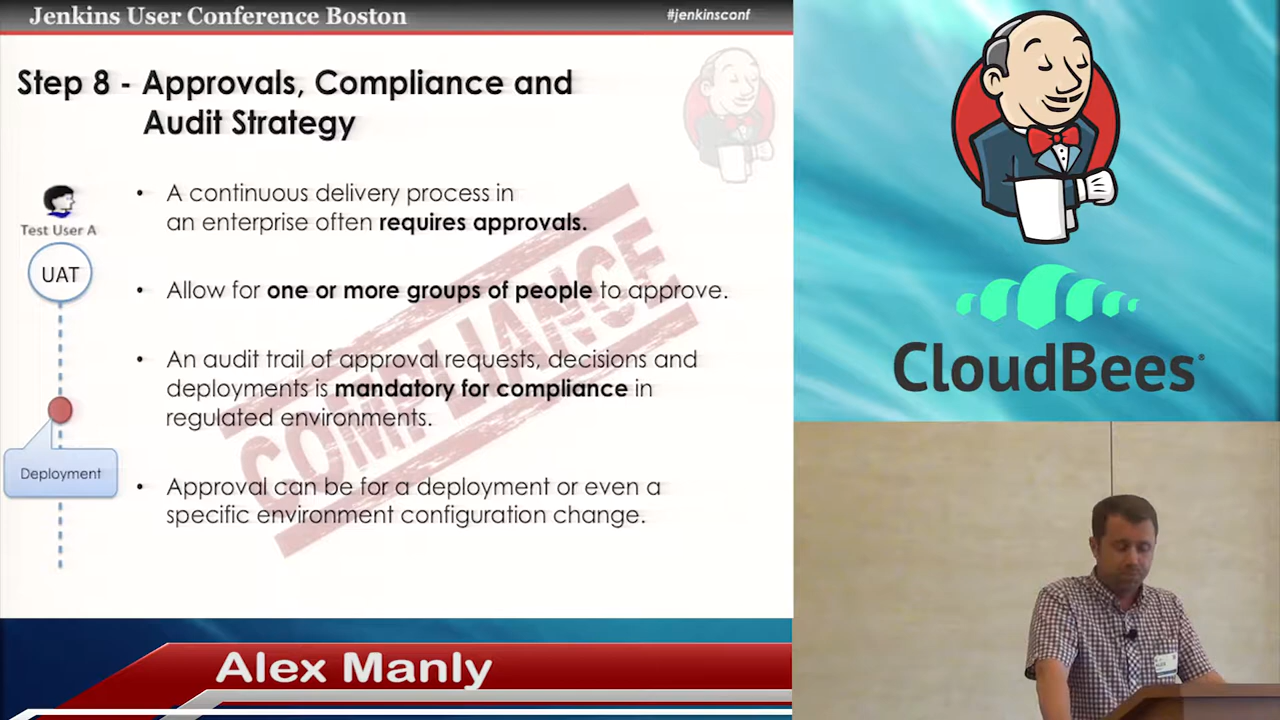 Jenkins User Conference Boston
#jenkinsconf
Step 8 - Approvals, Compliance and
Audit Strategy
Test User A
UAT
Deployment
• A continuous delivery process in
an enterprise often requires approvals.
• Allow for one or more groups of people to approve.
• An audit trail of approval requests, decisions and
deployments is mandatory for compliance in
regulated environments.
• Approval can be for a deployment or even a
specific environment configuration change.
COMPLIANCE
CloudBees®
Alex Manly